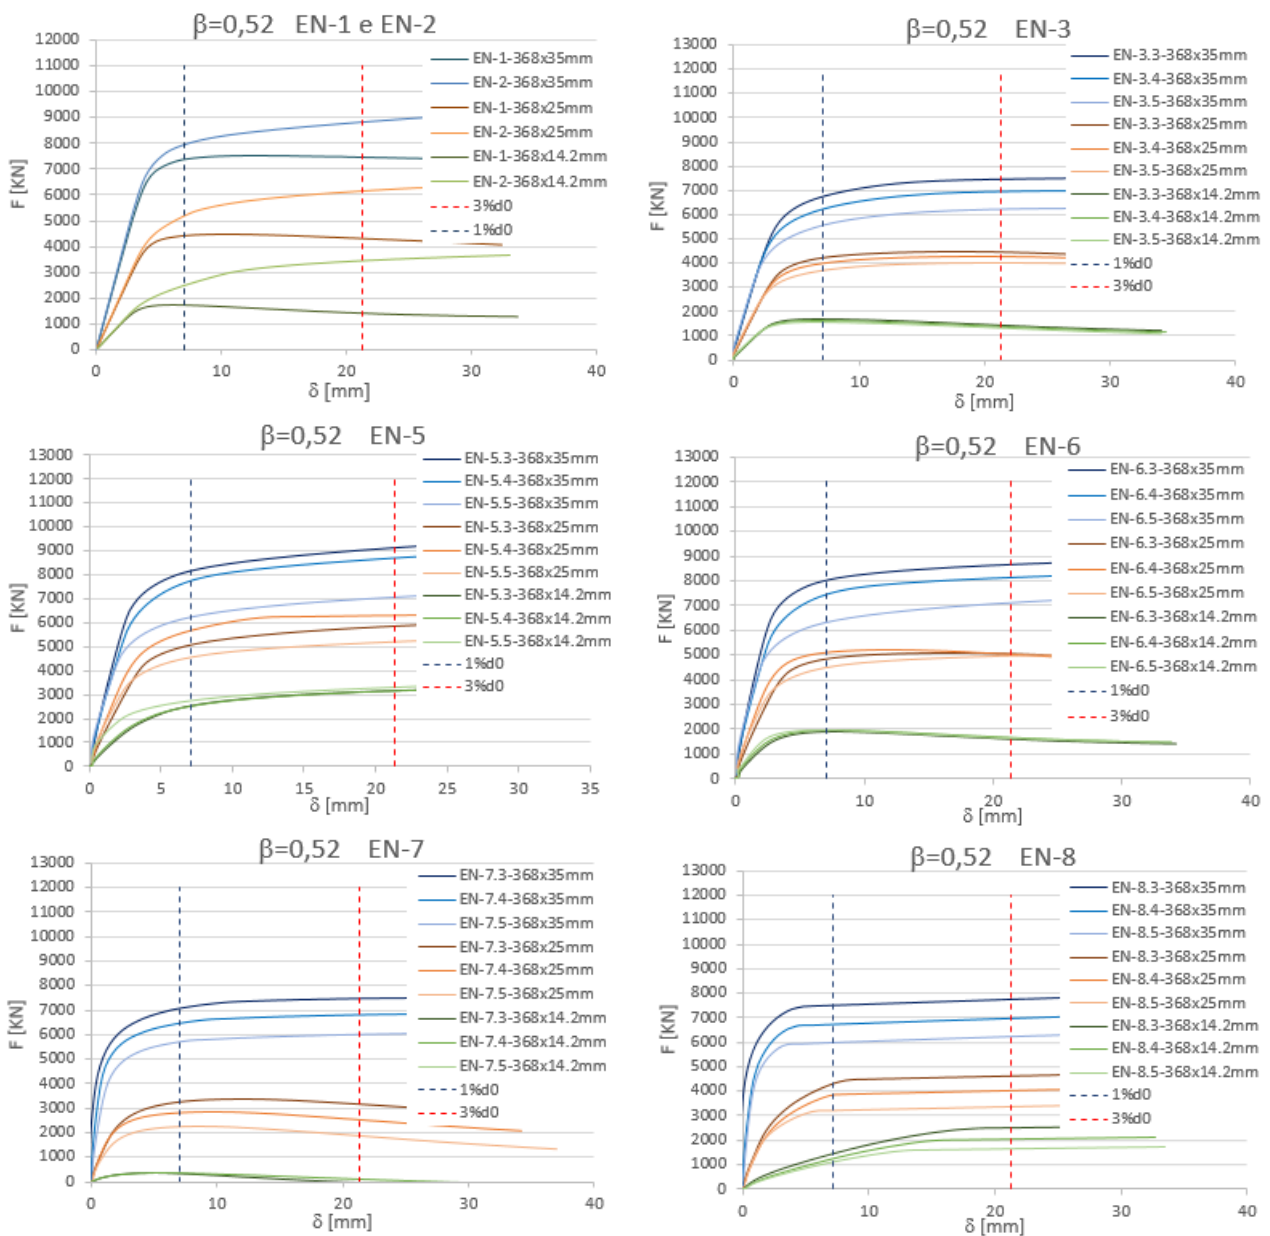 β=0,52 EN-1 e EN-2
12000
11000
10000
9000
8000
7000
6000
5000
4000
3000
2000
1000
0
F [KN]
0 10 20 30 40
δ [mm]
EN-1-368x35mm
EN-2-368x35mm
EN-1-368x25mm
EN-2-368x25mm
EN-1-368x14.2mm
EN-2-368x14.2mm
3%d0
1%d0
β=0,52 EN-3
13000
12000
11000
10000
9000
8000
7000
6000
5000
4000
3000
2000
1000
0
F [KN]
0 10 20 30 40
δ [mm]
EN-3.3-368x35mm
EN-3.4-368x35mm
EN-3.5-368x35mm
EN-3.3-368x25mm
EN-3.4-368x25mm
EN-3.5-368x25mm
EN-3.3-368x14.2mm
EN-3.4-368x14.2mm
EN-3.5-368x14.2mm
1%d0
3%d0
β=0,52 EN-5
13000
12000
11000
10000
9000
8000
7000
6000
5000
4000
3000
2000
1000
0
F [KN]
0 5 10 15 20 25 30 35
δ [mm]
EN-5.3-368x35mm
EN-5.4-368x35mm
EN-5.5-368x35mm
EN-5.3-368x25mm
EN-5.4-368x25mm
EN-5.5-368x25mm
EN-5.3-368x14.2mm
EN-5.4-368x14.2mm
EN-5.5-368x14.2mm
1%d0
3%d0
β=0,52 EN-6
13000
12000
11000
10000
9000
8000
7000
6000
5000
4000
3000
2000
1000
0
F [KN]
0 10 20 30 40
δ [mm]
EN-6.3-368x35mm
EN-6.4-368x35mm
EN-6.5-368x35mm
EN-6.3-368x25mm
EN-6.4-368x25mm
EN-6.5-368x25mm
EN-6.3-368x14.2mm
EN-6.4-368x14.2mm
EN-6.5-368x14.2mm
1%d0
3%d0
β=0,52 EN-7
13000
12000
11000
10000
9000
8000
7000
6000
5000
4000
3000
2000
1000
0
F [KN]
0 10 20 30 40
δ [mm]
EN-7.3-368x35mm
EN-7.4-368x35mm
EN-7.5-368x35mm
EN-7.3-368x25mm
EN-7.4-368x25mm
EN-7.5-368x25mm
EN-7.3-368x14.2mm
EN-7.4-368x14.2mm
EN-7.5-368x14.2mm
1%d0
3%d0
β=0,52 EN-8
13000
12000
11000
10000
9000
8000
7000
6000
5000
4000
3000
2000
1000
0
F [KN]
0 10 20 30 40
δ [mm]
EN-8.3-368x35mm
EN-8.4-368x35mm
EN-8.5-368x35mm
EN-8.3-368x25mm
EN-8.4-368x25mm
EN-8.5-368x25mm
EN-8.3-368x14.2mm
EN-8.4-368x14.2mm
EN-8.5-368x14.2mm
1%d0
3%d0